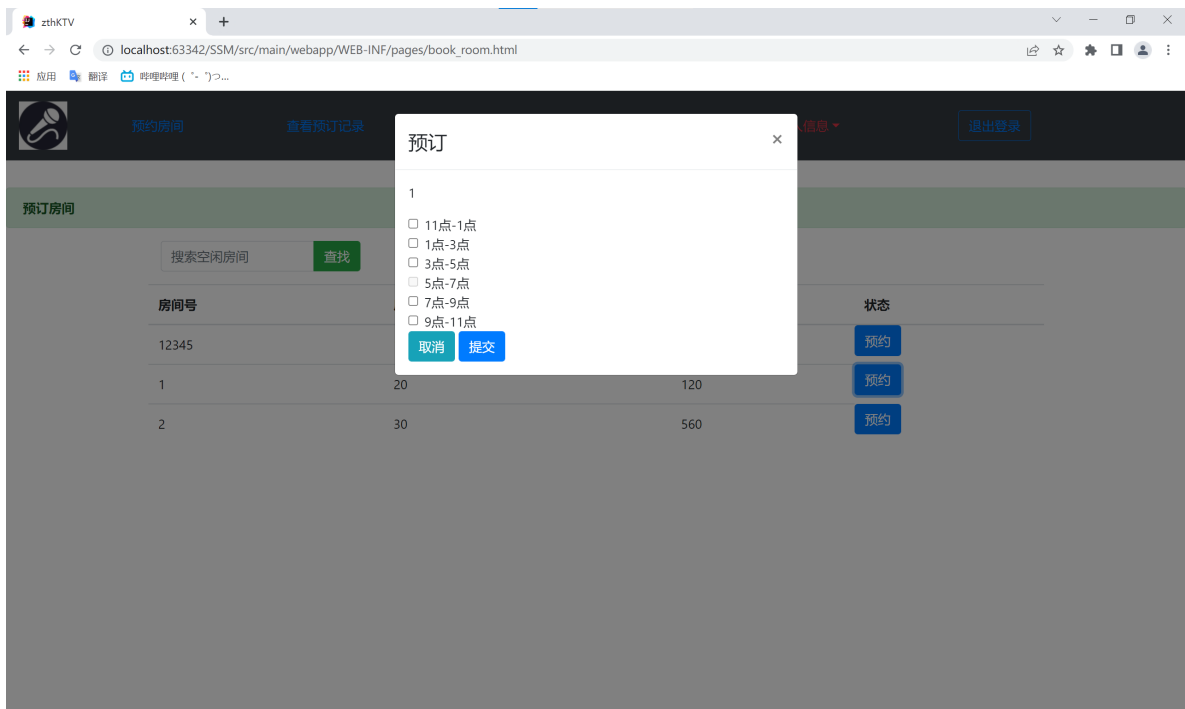 zthKTV
localhost:63342/SSM/src/main/webapp/WEB-INF/pages/book_room.html
应用 翻译 哔哩哔哩 ( ゜- ゜)つ...
预约房间 查看预订记录 人信息 退出登录
预订 ×
预订房间
1
11点-1点
1点-3点
3点-5点
5点-7点
7点-9点
9点-11点
取消 提交
搜索空闲房间 查找
房间号 状态
12345 预约
1 20 120 预约
2 30 560 预约